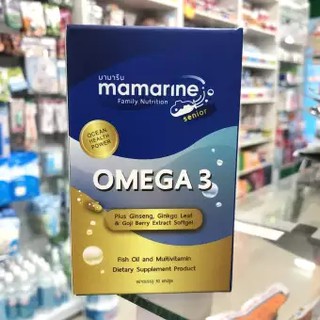 มามารีน
mamarine
Family Nutrition
senior
OCEAN
HEALTH
POWER
OMEGA 3
Plus Ginseng, Ginkgo Leaf
& Goji Berry Extract Softgel
Fish Oil and Multivitamin
Dietary Supplement Product